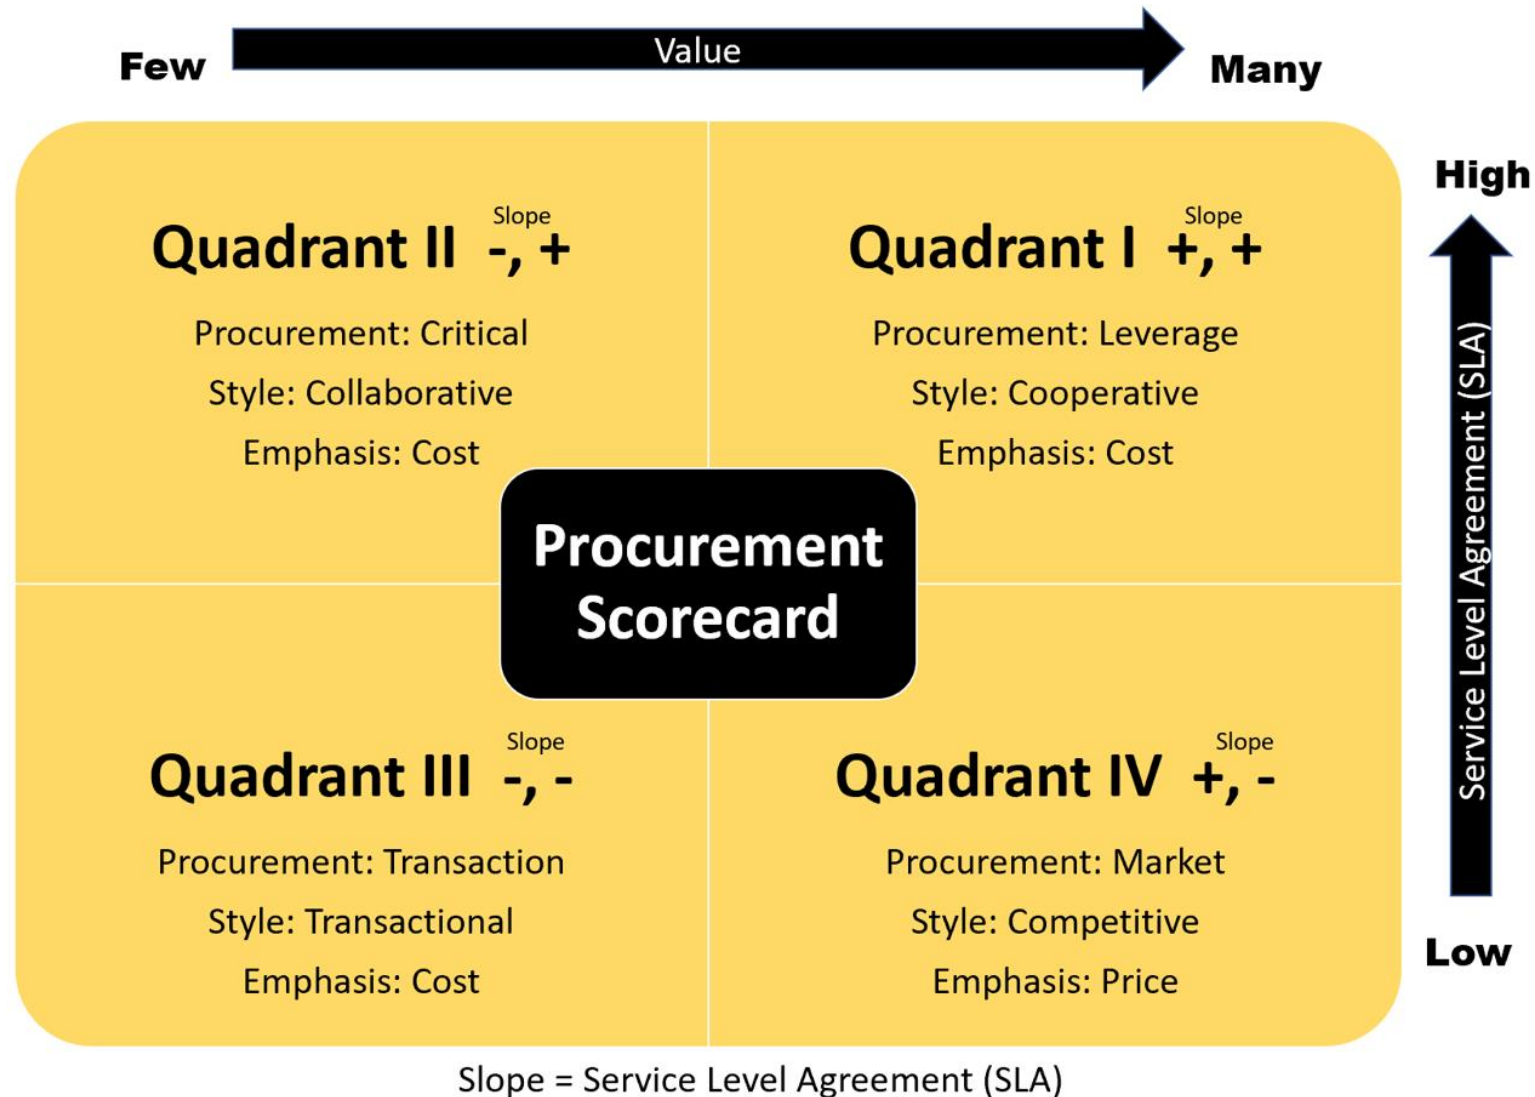 Few
Value
Many
High
Slope
Quadrant II -, +
Procurement: Critical
Style: Collaborative
Emphasis: Cost
Slope
Quadrant I +, +
Procurement: Leverage
Style: Cooperative
Emphasis: Cost
Service Level Agreement (SLA)
Procurement
Scorecard
Slope
Quadrant III -, -
Procurement: Transaction
Style: Transactional
Emphasis: Cost
Slope
Quadrant IV +, -
Procurement: Market
Style: Competitive
Emphasis: Price
Low
Slope = Service Level Agreement (SLA)